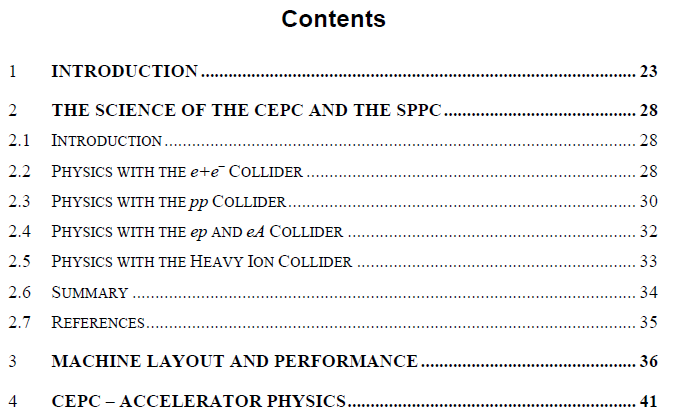 Contents
1 INTRODUCTION ........ 23
2 THE SCIENCE OF THE CEPC AND THE SPPC ........ 28
2.1 INTRODUCTION ........ 28
2.2 PHYSICS WITH THE e+e⁻ COLLIDER ........ 28
2.3 PHYSICS WITH THE pp COLLIDER ........ 30
2.4 PHYSICS WITH THE ep AND eA COLLIDER ........ 32
2.5 PHYSICS WITH THE HEAVY ION COLLIDER ........ 33
2.6 SUMMARY ........ 34
2.7 REFERENCES ........ 35
3 MACHINE LAYOUT AND PERFORMANCE ........ 36
4 CEPC – ACCELERATOR PHYSICS ........ 41